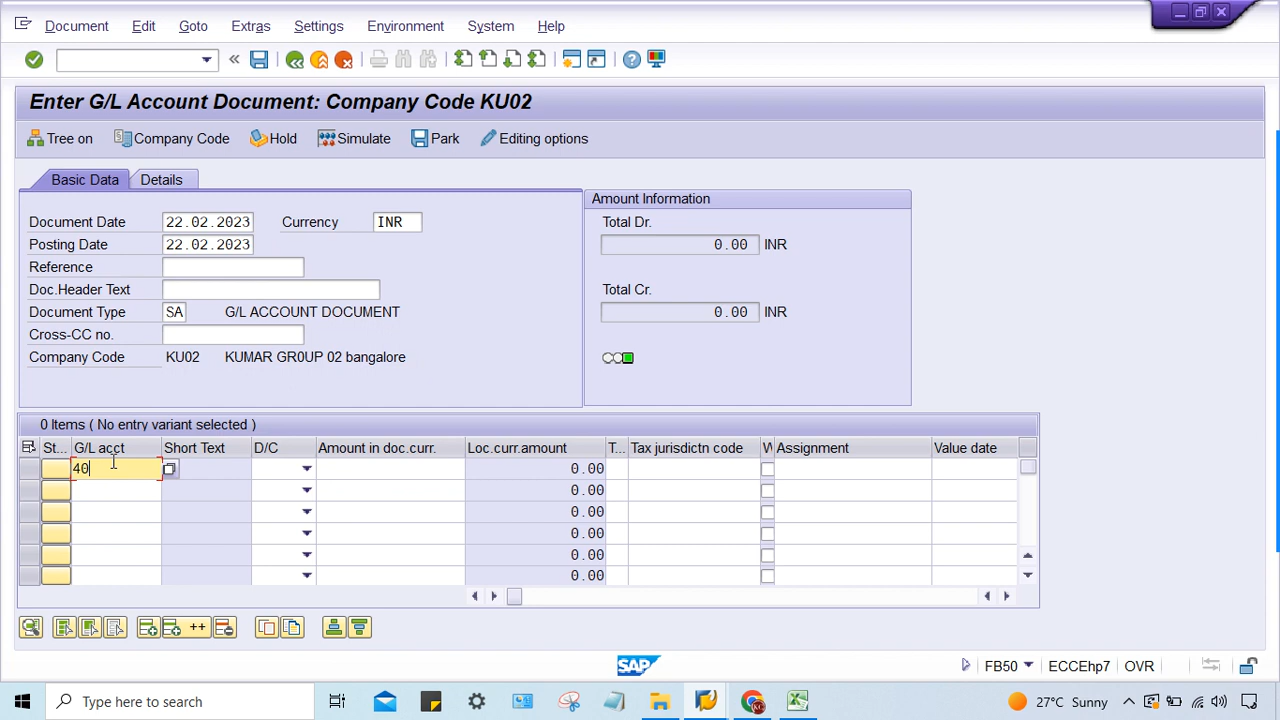 Document Edit Goto Extras Settings Environment System Help
Enter G/L Account Document: Company Code KU02
Tree on Company Code Hold Simulate Park Editing options
Basic Data Details
Amount Information
Document Date 22.02.2023 Currency INR
Total Dr.
Posting Date 22.02.2023
0.00 INR
Reference
Doc.Header Text
Total Cr.
Document Type SA G/L ACCOUNT DOCUMENT
0.00 INR
Cross-CC no.
Company Code KU02 KUMAR GR0UP 02 bangalore
0 Items ( No entry variant selected )
St... G/L acct Short Text D/C Amount in doc.curr. Loc.curr.amount T... Tax jurisdictn code W Assignment Value date
40 0.00
0.00
0.00
0.00
0.00
0.00
++
SAP
FB50 ECCEhp7 OVR
Type here to search
27°C Sunny